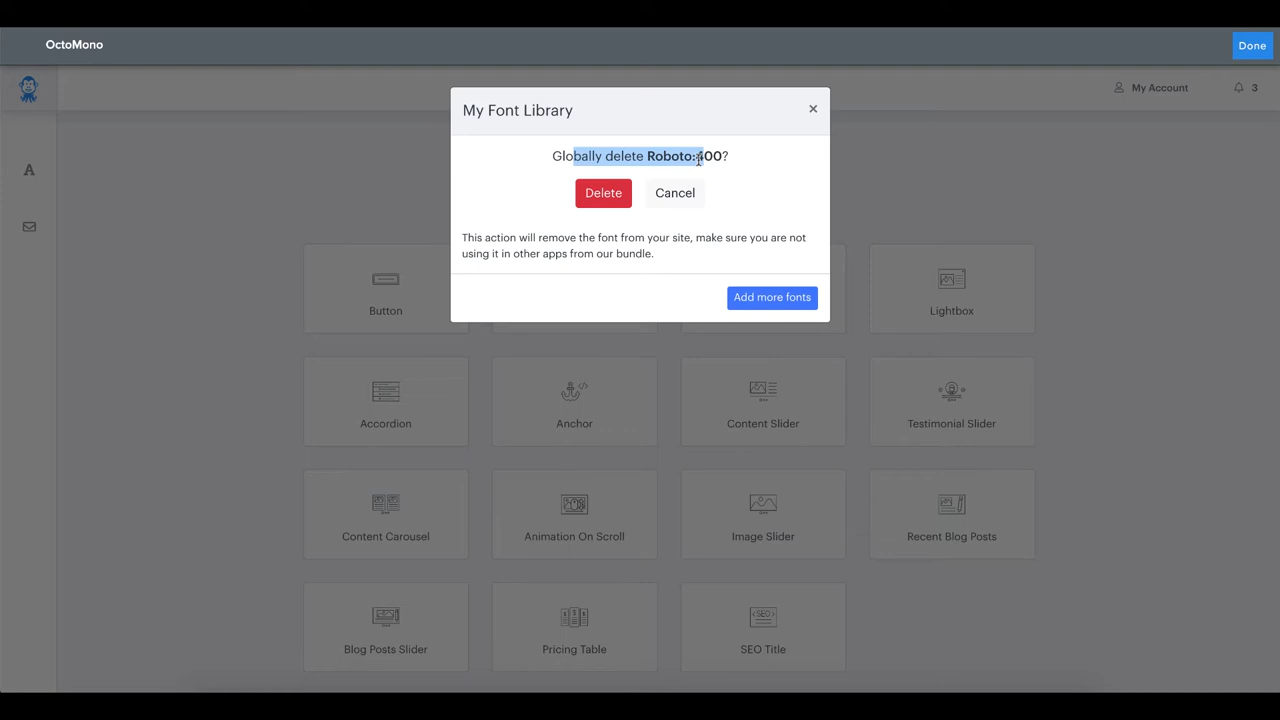 OctoMono
Done
My Account
3
My Font Library
×
Globally delete Roboto:400?
Delete
Cancel
This action will remove the font from your site, make sure you are not
using it in other apps from our bundle.
Add more fonts
A
Button
Lightbox
Accordion
Anchor
Content Slider
Testimonial Slider
Content Carousel
Animation On Scroll
Image Slider
Recent Blog Posts
Blog Posts Slider
Pricing Table
<SEO>
SEO Title